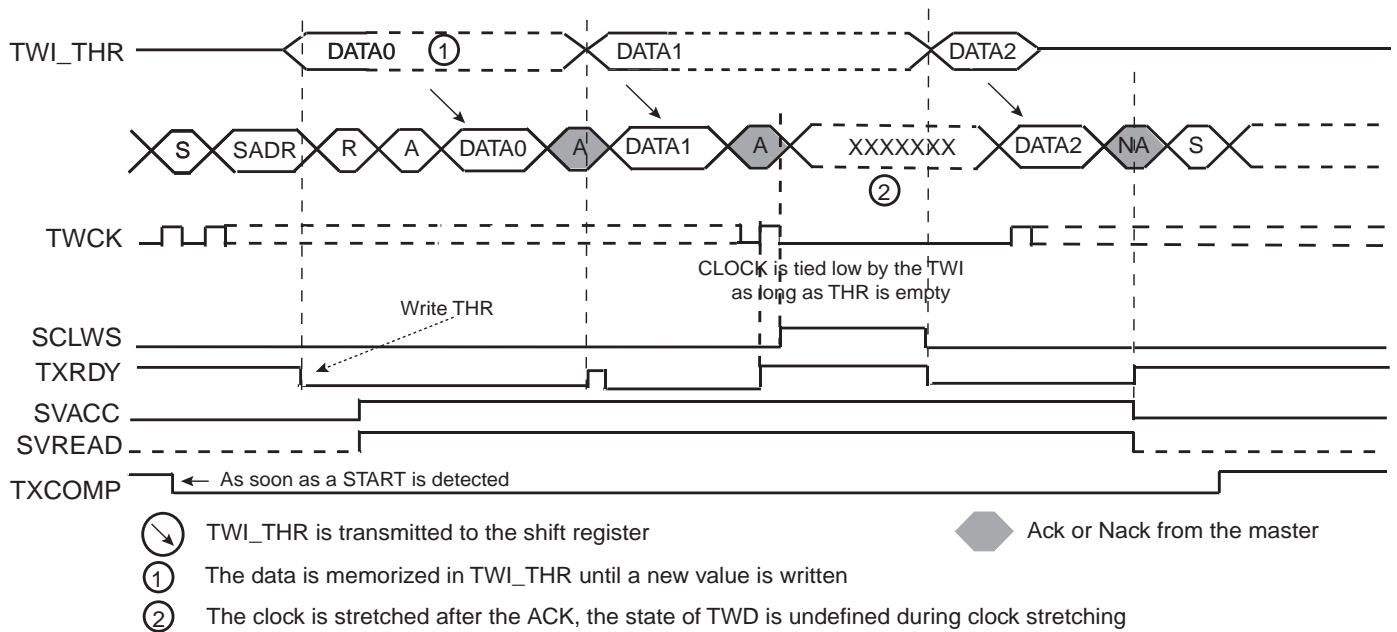 TWI_THR DATA0 1 DATA1 DATA2
S SADR R A DATA0 A DATA1 A XXXXXXX DATA2 NA S
2
TWCK
CLOCK is tied low by the TWI
as long as THR is empty
Write THR
SCLWS
TXRDY
SVACC
SVREAD
TXCOMP As soon as a START is detected
TWI_THR is transmitted to the shift register Ack or Nack from the master
1 The data is memorized in TWI_THR until a new value is written
2 The clock is stretched after the ACK, the state of TWD is undefined during clock stretching